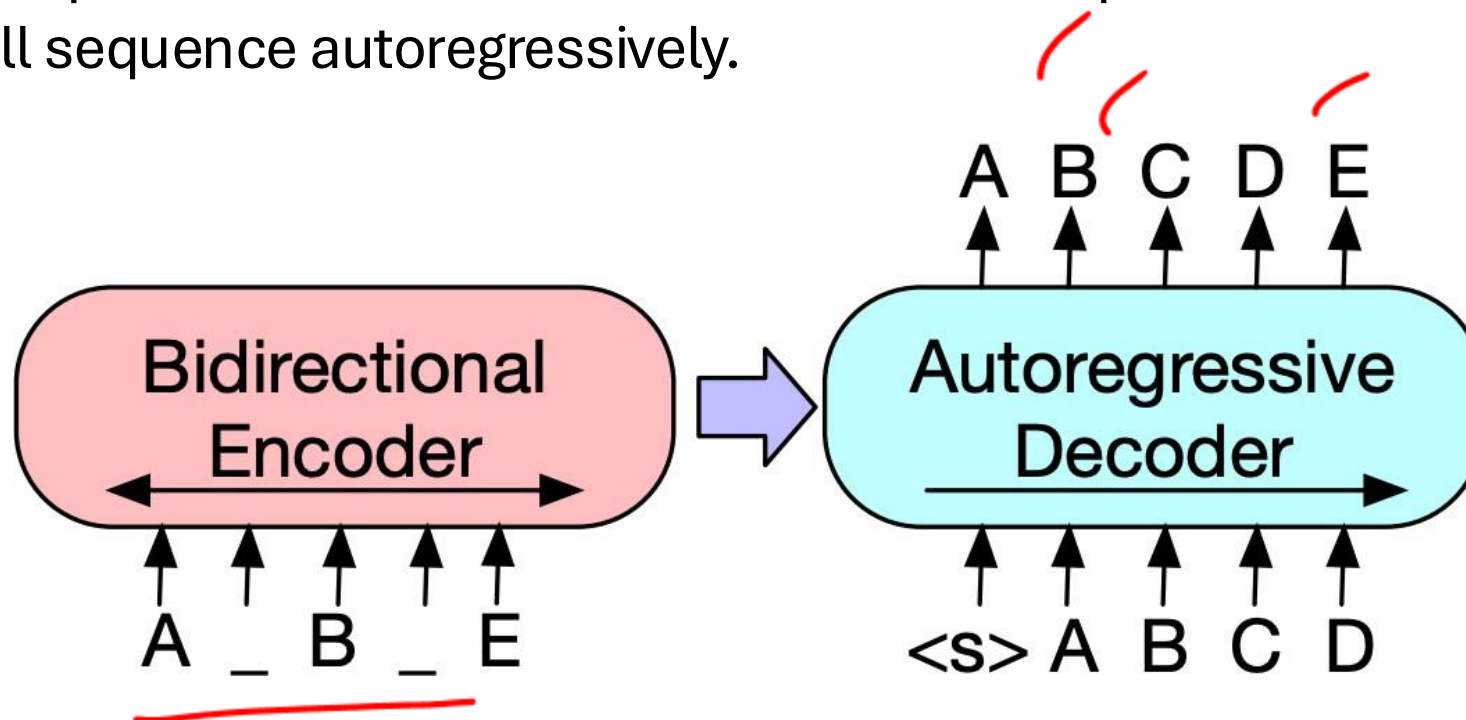 ll sequence autoregressively.
A B C D E
Bidirectional
Encoder
Autoregressive
Decoder
A _ B _ E
<s> A B C D